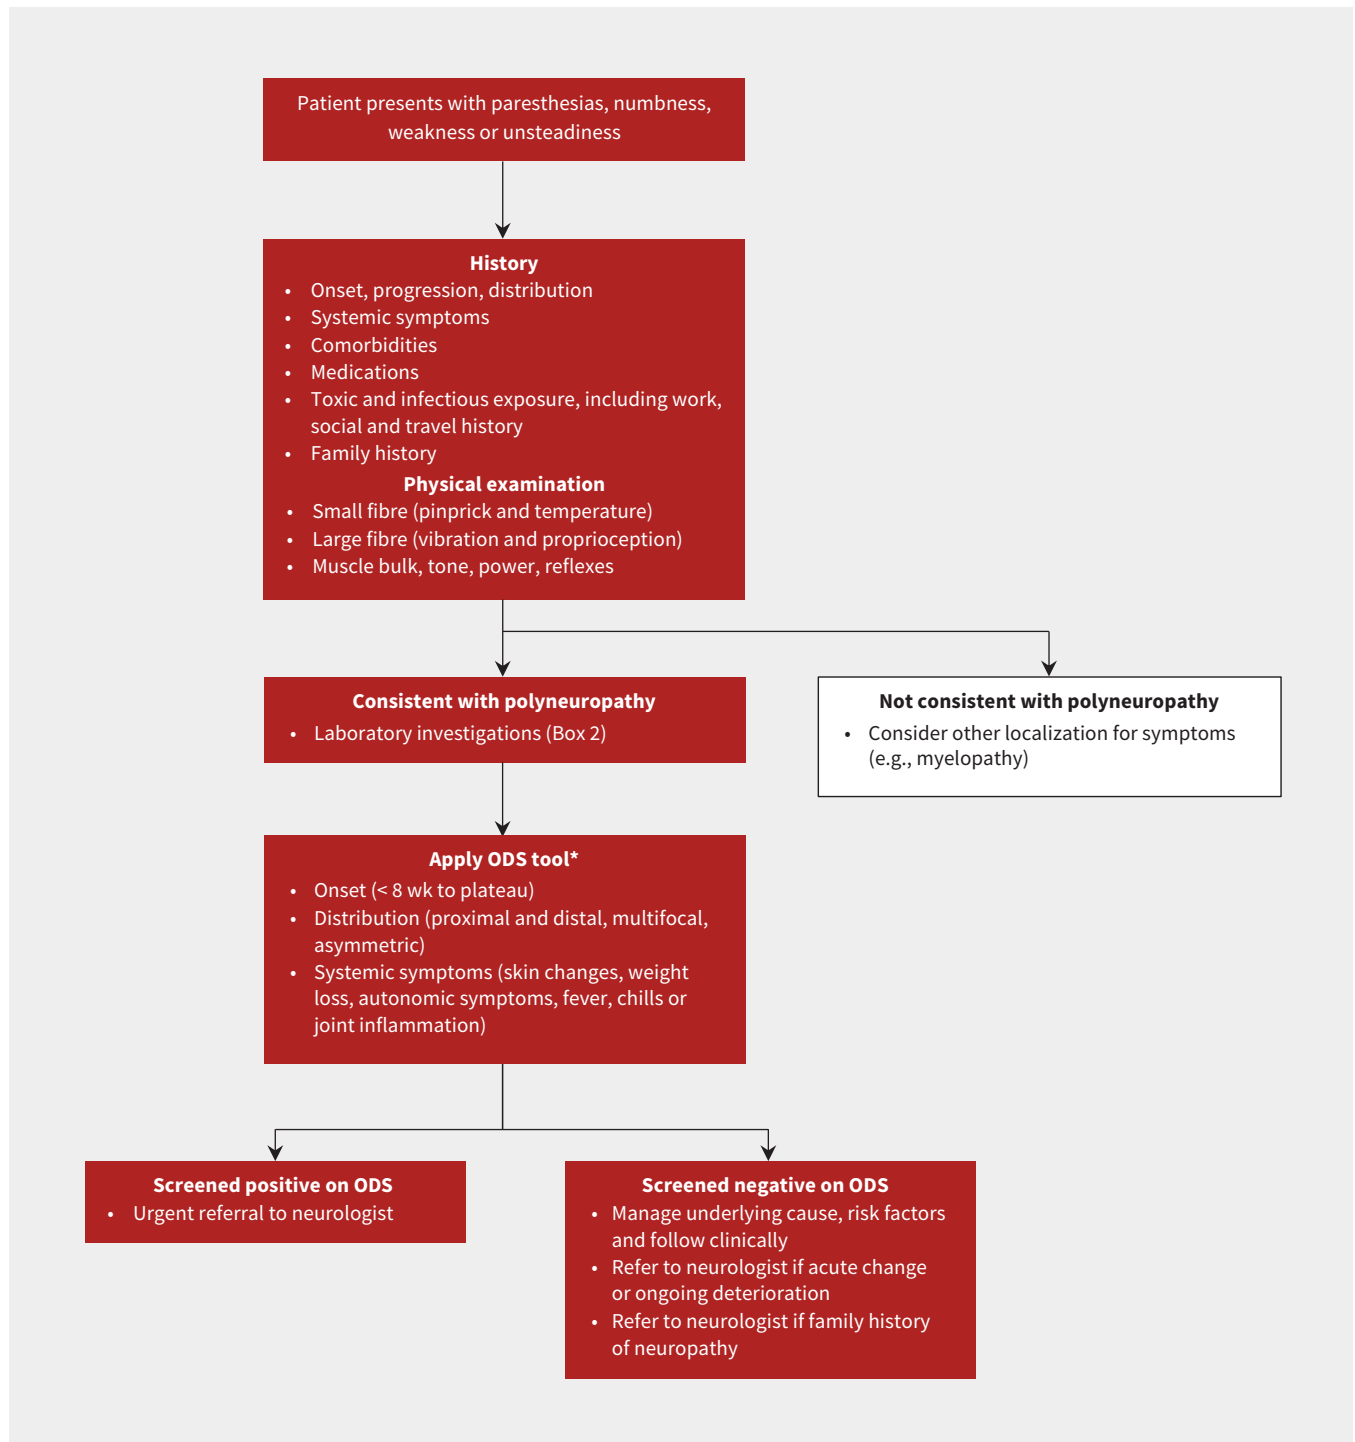 Patient presents with paresthasias, numbness,
weakness or unsteadiness
History
• Onset, progression, distribution
• Systemic symptoms
• Comorbidities
• Medications
• Toxic and infectious exposure, including work,
social and travel history
• Family history
Physical examination
• Small fibre (pinprick and temperature)
• Large fibre (vibration and proprioception)
• Muscle bulk, tone, power, reflexes
Consistent with polyneuropathy
• Laboratory investigations (Box 2)
Not consistent with polyneuropathy
• Consider other localization for symptoms
(e.g., myelopathy)
Apply ODS tool*
• Onset (< 8 wk to plateau)
• Distribution (proximal and distal, multifocal,
asymmetric)
• Systemic symptoms (skin changes, weight
loss, autonomic symptoms, fever, chills or
joint inflammation)
Screened positive on ODS
• Urgent referral to neurologist
Screened negative on ODS
• Manage underlying cause, risk factors
and follow clinically
• Refer to neurologist if acute change
or ongoing deterioration
• Refer to neurologist if family history
of neuropathy